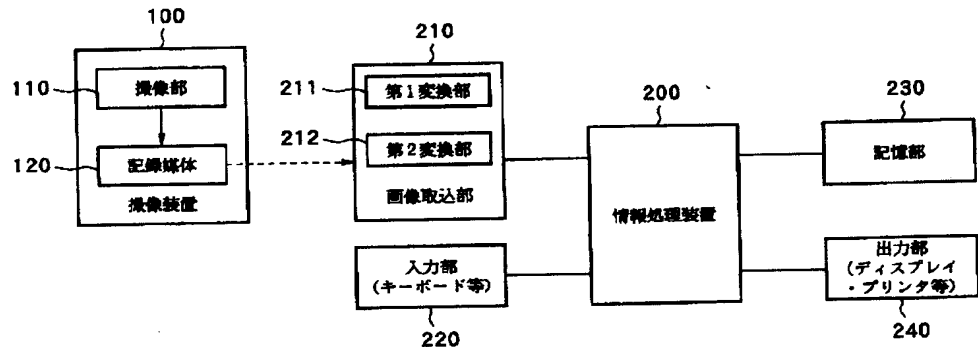 100
110
撮像部
120
記録媒体
撮像装置
210
211
第1変換部
212
第2変換部
画像取込部
入力部
(キーボード等)
220
200
情報処理装置
230
記憶部
出力部
(ディスプレイ
・プリンタ等)
240